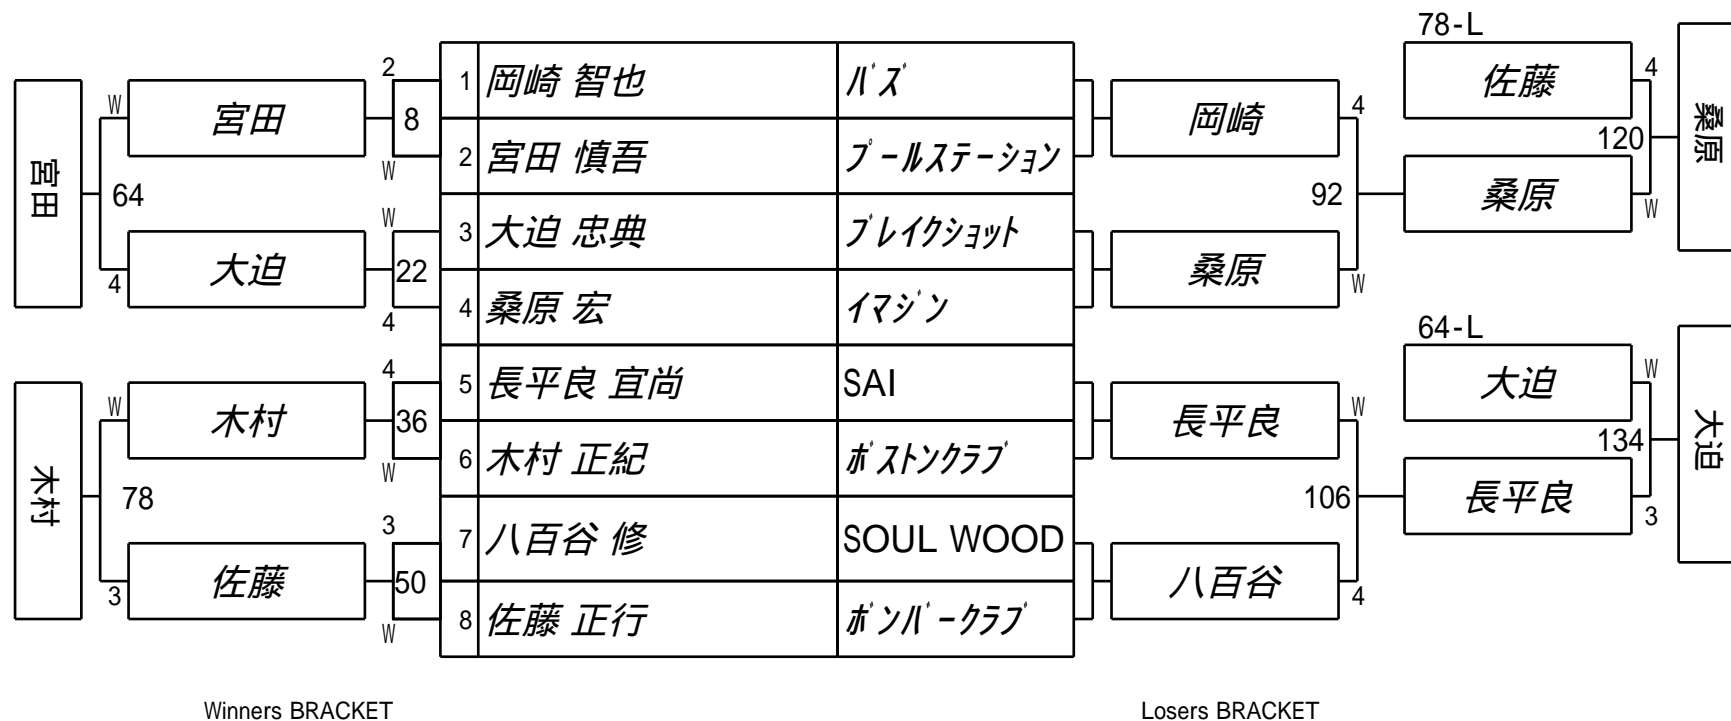 78-L
宮田
W
宮田
64
4
大迫
2
8
W
W
22
4
1 岡崎 智也 バズ
2 宮田 慎吾 プールステーション
3 大迫 忠典 ブレイクショット
4 桑原 宏 イマジン
岡崎
4
92
桑原
W
佐藤
4
120
桑原
W
桑原
木村
W
木村
78
3
佐藤
4
36
W
3
50
W
5 長平良 宜尚 SAI
6 木村 正紀 ボストンクラブ
7 八百谷 修 SOUL WOOD
8 佐藤 正行 ボンバークラブ
長平良
W
106
八百谷
4
64-L
大迫
W
134
長平良
3
大迫
Winners BRACKET
Losers BRACKET